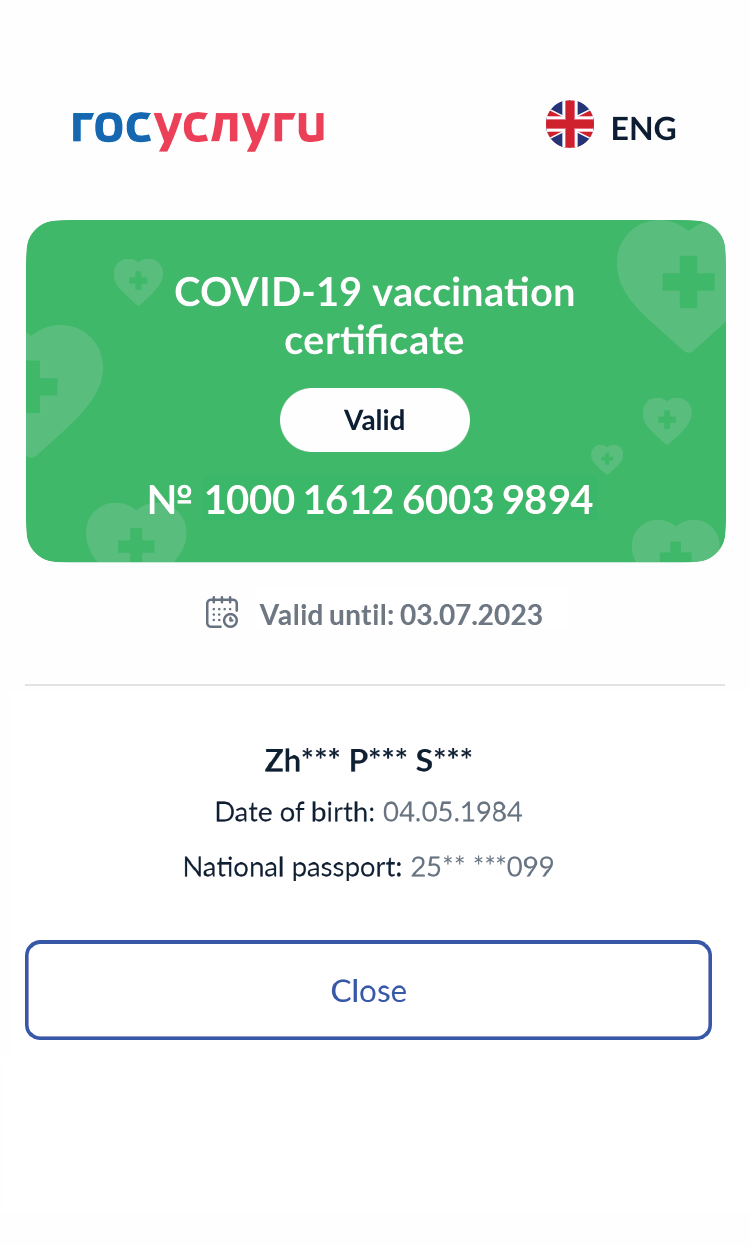 госуслуги ENG
COVID-19 vaccination
certificate
Valid
№ 1000 1612 6003 9894
Valid until: 03.07.2023
Zh*** P*** S***
Date of birth: 04.05.1984
National passport: 25** ***099
Close